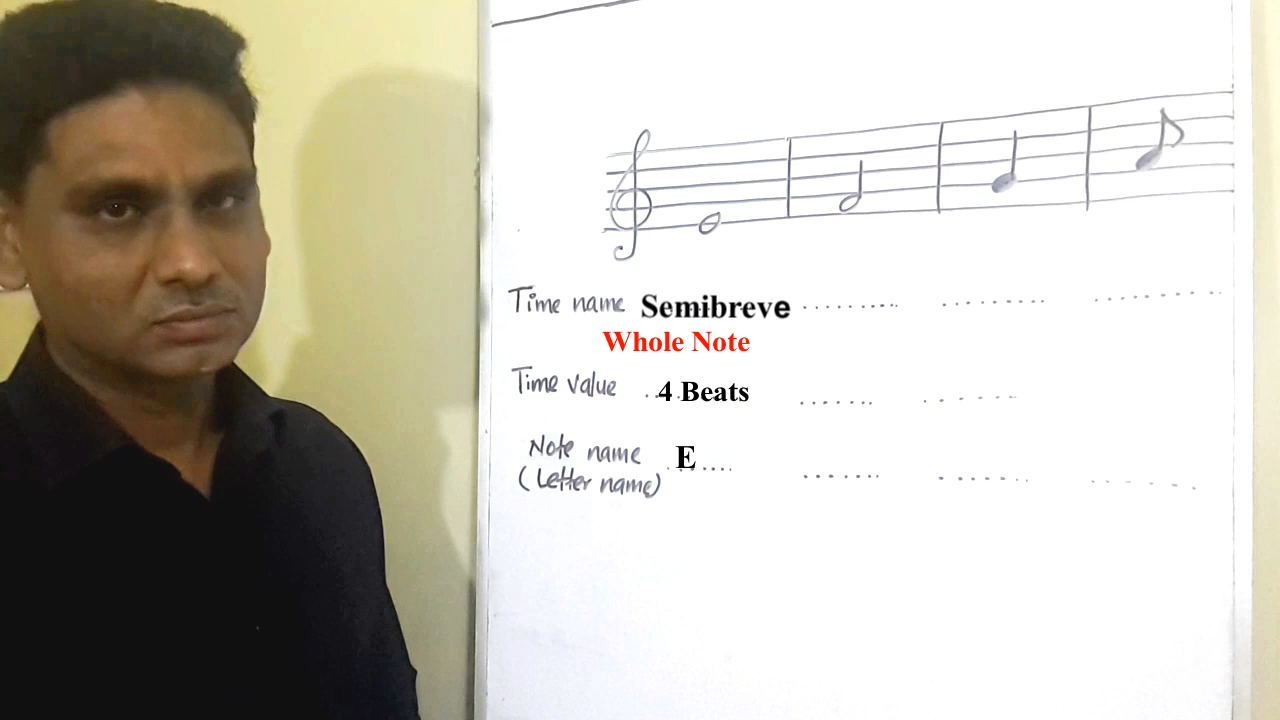 Time name Semibreve ......... ......... .........
Whole Note
Time value 4 Beats ....... .......
Note name E
(Letter name) ....... ....... ....... .......